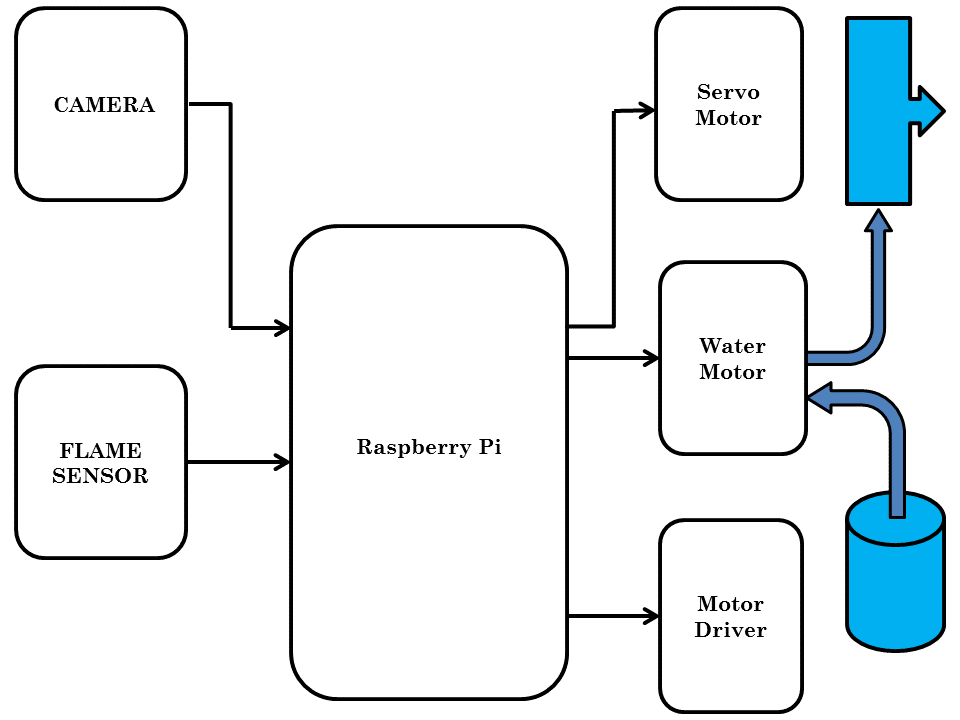 CAMERA
Servo
Motor
Water
Motor
FLAME
SENSOR
Raspberry Pi
Motor
Driver